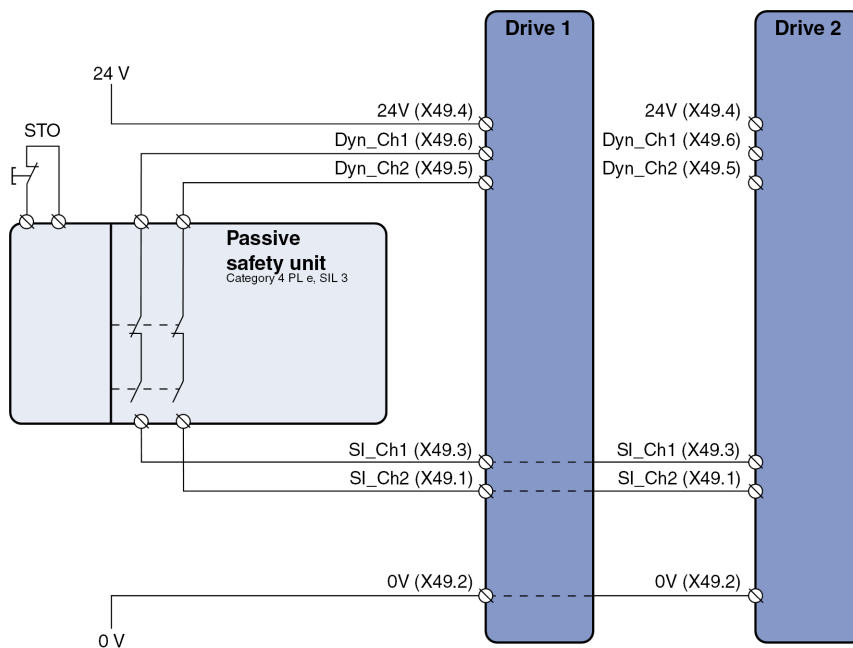 Drive 1
Drive 2
24 V
24V (X49.4)
24V (X49.4)
STO
Dyn_Ch1 (X49.6)
Dyn_Ch1 (X49.6)
Dyn_Ch2 (X49.5)
Dyn_Ch2 (X49.5)
Passive
safety unit
Category 4 PL e, SIL 3
SI_Ch1 (X49.3)
SI_Ch1 (X49.3)
SI_Ch2 (X49.1)
SI_Ch2 (X49.1)
0V (X49.2)
0V (X49.2)
0 V